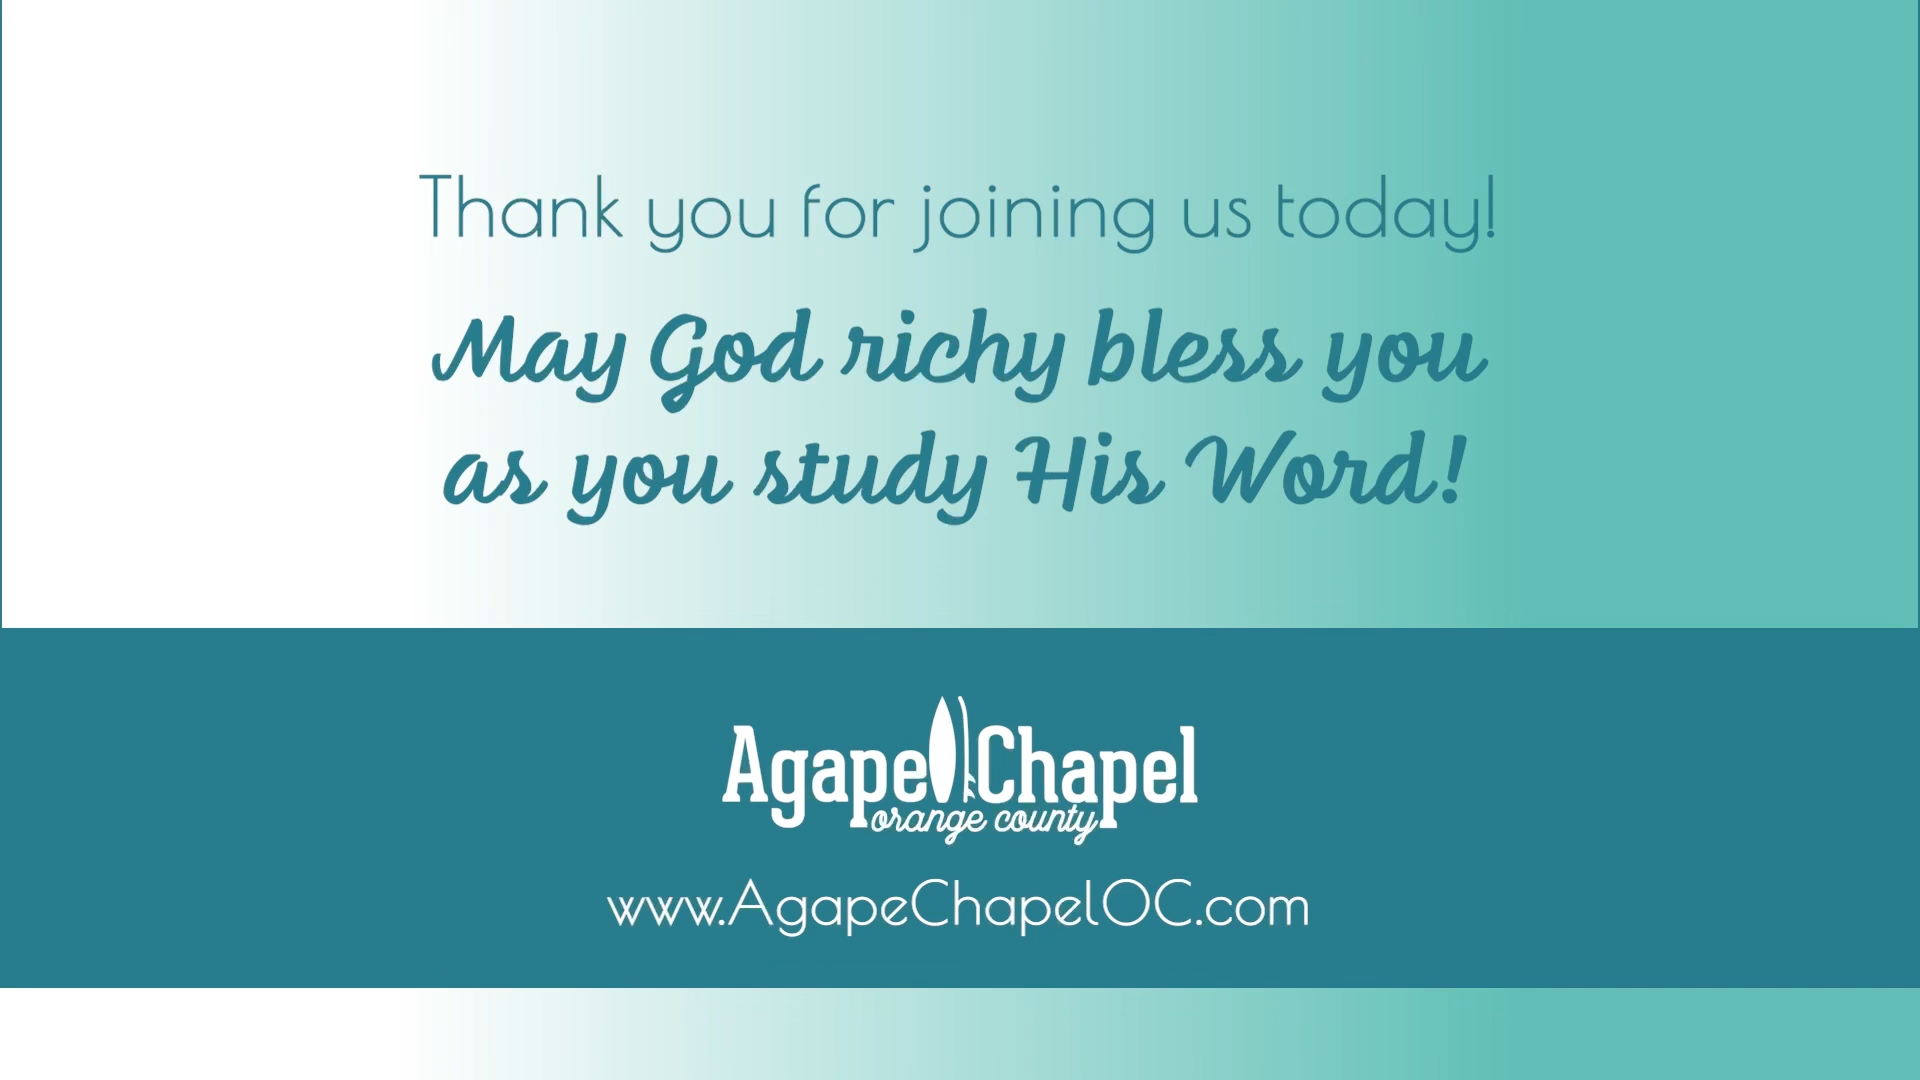 Thank you for joining us today!
May God richy bless you
as you study His Word!
Agape Chapel
orange county
www.AgapeChapelOC.com